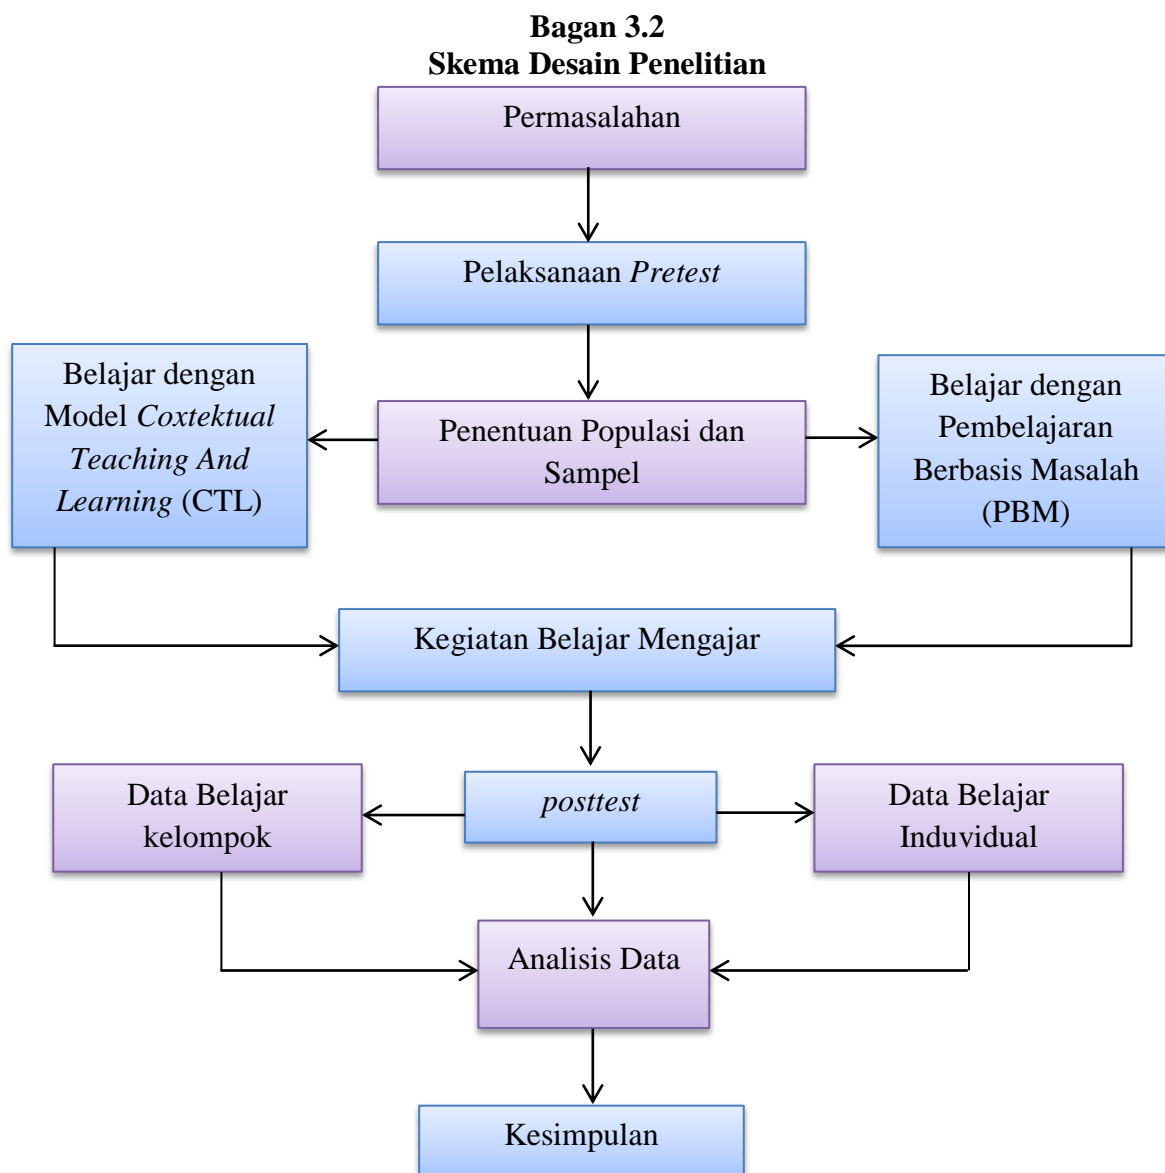 Bagan 3.2
Skema Desain Penelitian
Permasalahan
Pelaksanaan Pretest
Belajar dengan
Model Coxtektual
Teaching And
Learning (CTL)
Penentuan Populasi dan
Sampel
Belajar dengan
Pembelajaran
Berbasis Masalah
(PBM)
Kegiatan Belajar Mengajar
Data Belajar
kelompok
posttest
Data Belajar
Induvidual
Analisis Data
Kesimpulan